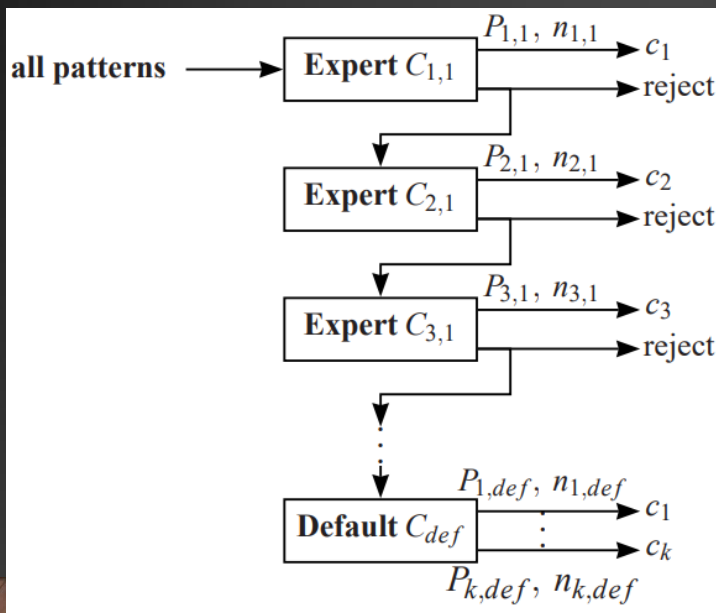 P1,1, n1,1
c1
all patterns
Expert C1,1
reject
P2,1, n2,1
c2
Expert C2,1
reject
P3,1, n3,1
c3
Expert C3,1
reject
P1,def, n1,def
c1
Default Cdef
ck
Pk,def, nk,def